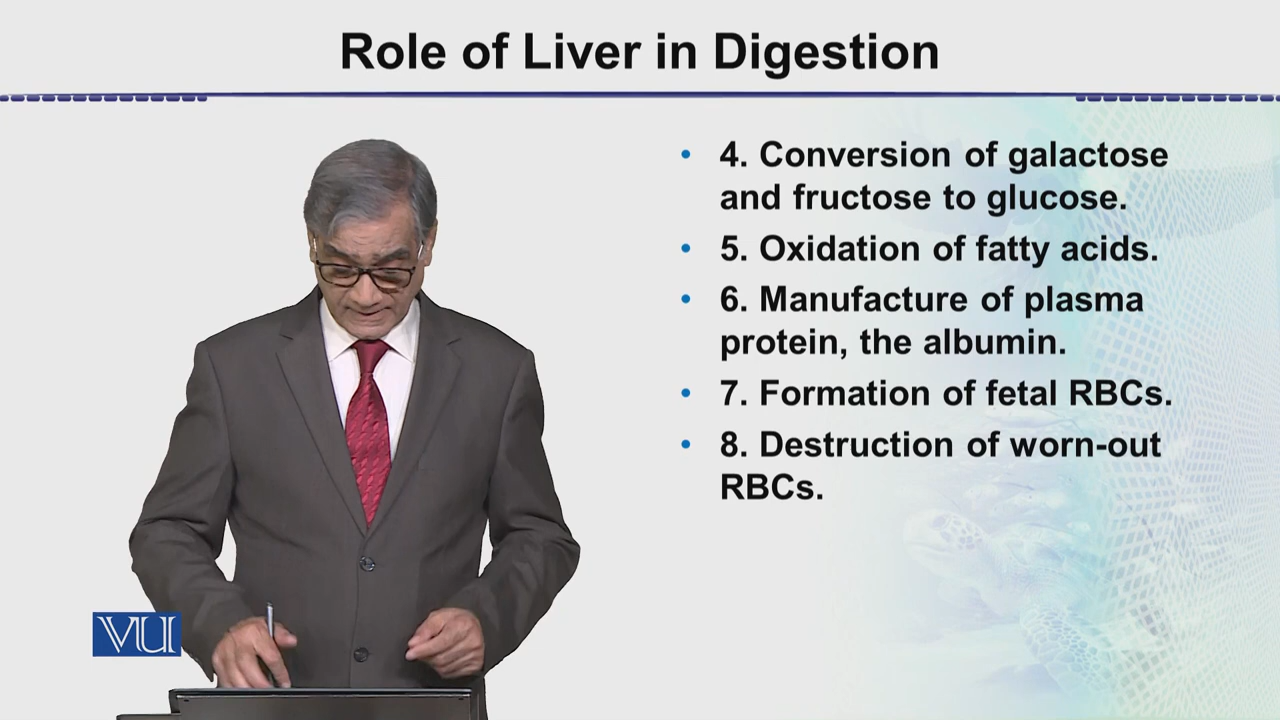 Role of Liver in Digestion
• 4. Conversion of galactose
and fructose to glucose.
• 5. Oxidation of fatty acids.
• 6. Manufacture of plasma
protein, the albumin.
• 7. Formation of fetal RBCs.
• 8. Destruction of worn-out
RBCs.
VU